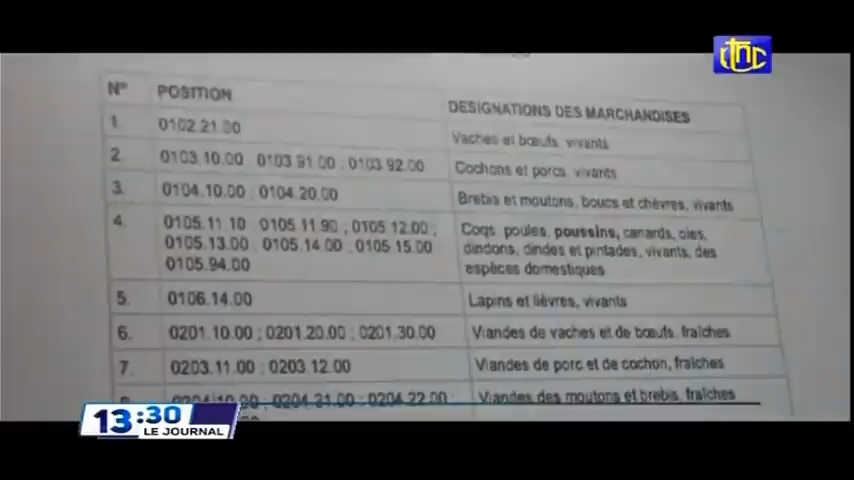 RTNC
N° POSITION DESIGNATIONS DES MARCHANDISES
1. 0102.21.00 Vaches et bœufs, vivants
2. 0103.10.00 0103.91.00 ; 0103.92.00 Cochons et porcs, vivants
3. 0104.10.00 ; 0104.20.00 Brebis et moutons, boucs et chèvres, vivants
4. 0105.11.10 ; 0105.11.90 ; 0105.12.00 ; Coqs, poules, poussins, canards, oies,
0105.13.00 ; 0105.14.00 ; 0105.15.00 dindons, dindes et pintades, vivants, des
0105.94.00 espèces domestiques
5. 0106.14.00 Lapins et lièvres, vivants
6. 0201.10.00 ; 0201.20.00 ; 0201.30.00 Viandes de vaches et de bœufs, fraîches
7. 0203.11.00 ; 0203.12.00 Viandes de porc et de cochon, fraîches
8. 0204.10.00 ; 0204.21.00 ; 0204.22.00 Viandes des moutons et brebis, fraîches
13:30
LE JOURNAL